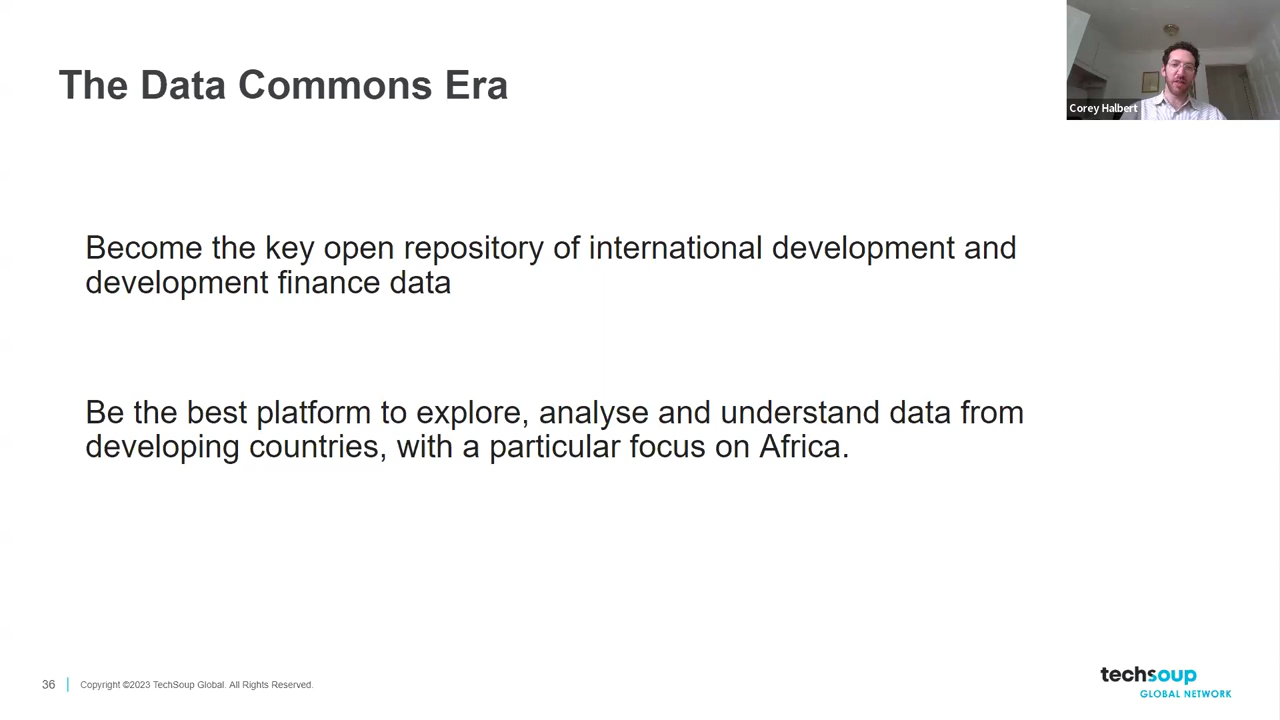 The Data Commons Era
Corey Halbert
Become the key open repository of international development and
development finance data
Be the best platform to explore, analyse and understand data from
developing countries, with a particular focus on Africa.
36
Copyright ©2023 TechSoup Global. All Rights Reserved.
techsoup
GLOBAL NETWORK